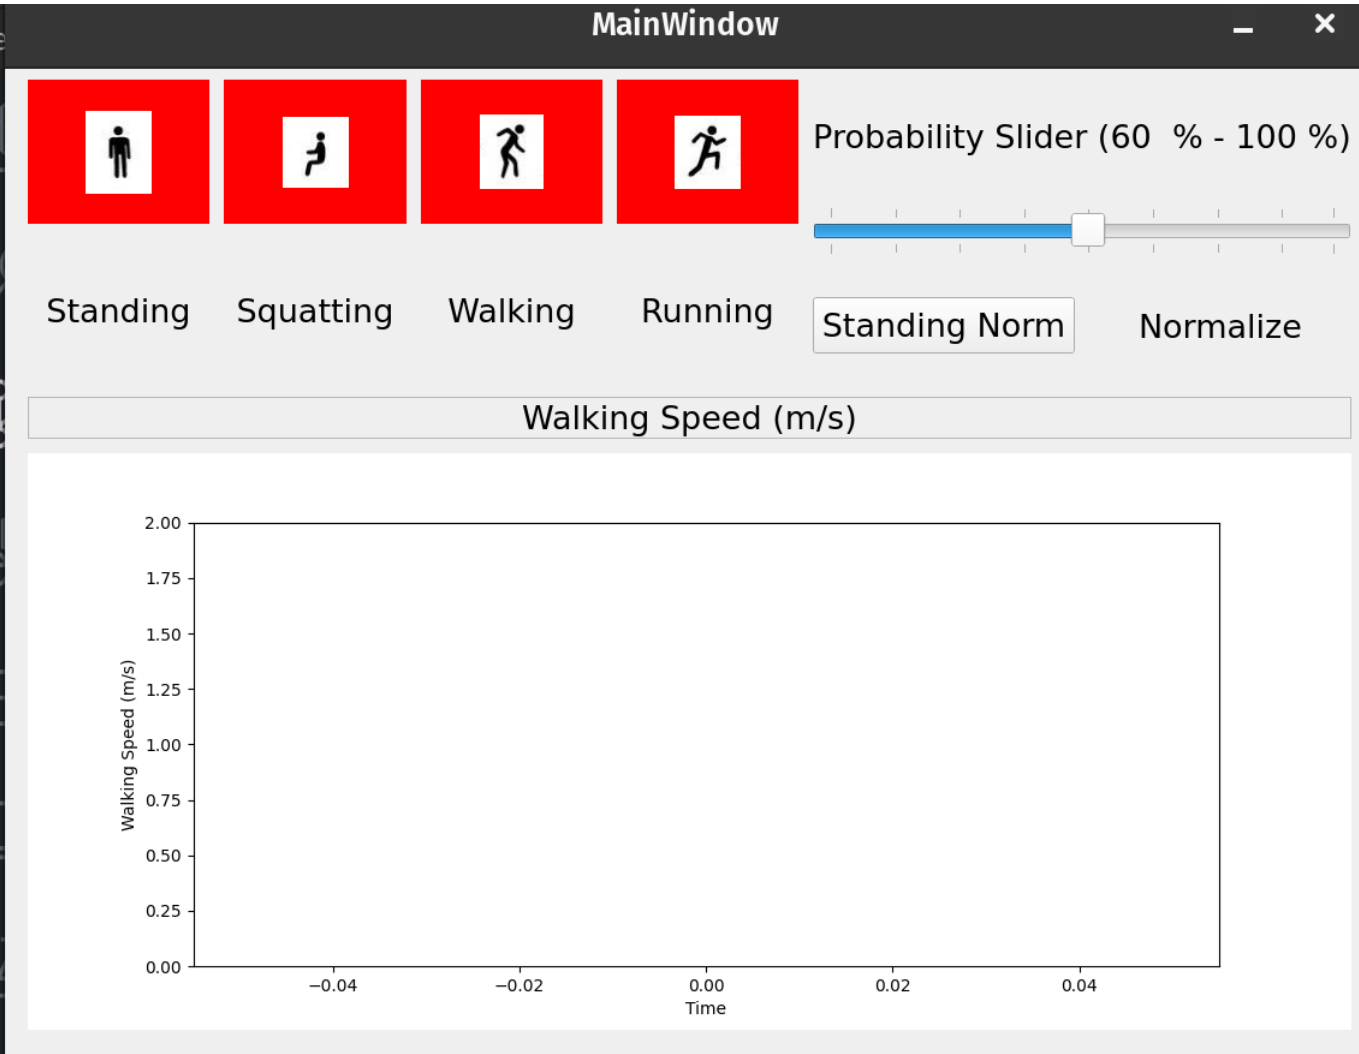 MainWindow
Probability Slider (60  % - 100 %)
Standing
Squatting
Walking
Running
Standing Norm
Normalize
Walking Speed (m/s)
2.00
1.75
1.50
1.25
1.00
0.75
0.50
0.25
0.00
Walking Speed (m/s)
−0.04
−0.02
0.00
0.02
0.04
Time